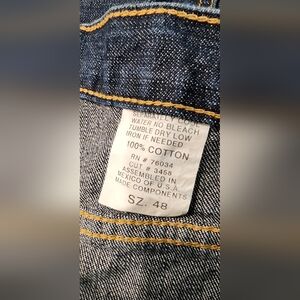 WATER NO BLEACH
TUMBLE DRY LOW
IRON IF NEEDED
100% COTTON
RN # 76034
CUT # 3458
ASSEMBLED IN
MEXICO OF U.S.A.
MADE COMPONENTS
SZ. 48